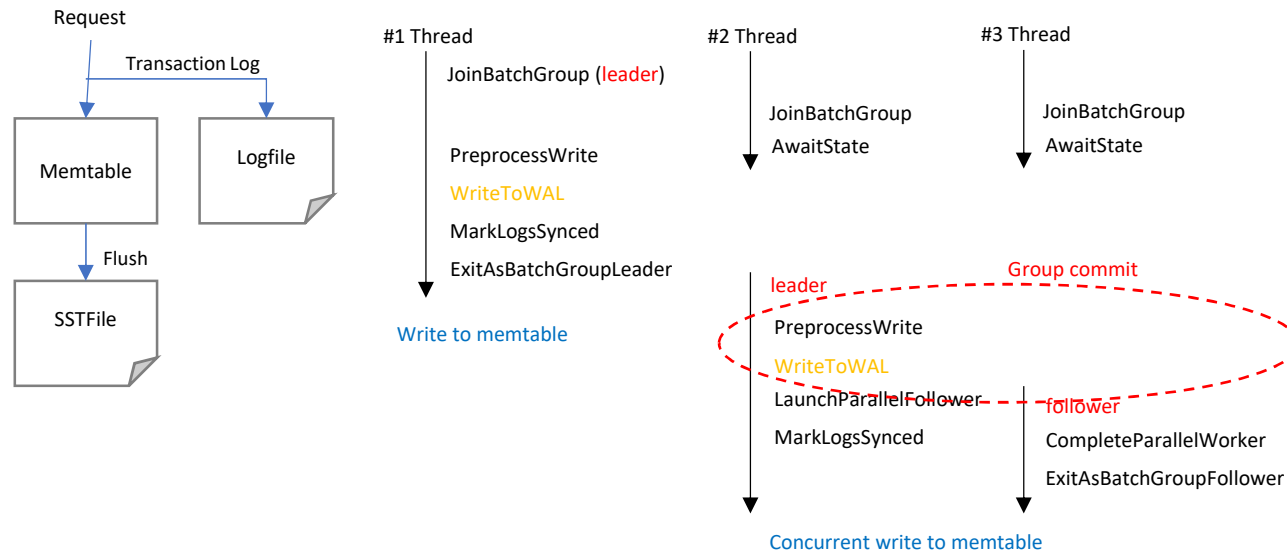 Request
Transaction Log
Memtable
Logfile
Flush
SSTFile
#1 Thread
JoinBatchGroup (leader)
PreprocessWrite
WriteToWAL
MarkLogsSynced
ExitAsBatchGroupLeader
Write to memtable
#2 Thread
JoinBatchGroup
AwaitState
leader
PreprocessWrite
WriteToWAL
LaunchParallelFollower
MarkLogsSynced
#3 Thread
JoinBatchGroup
AwaitState
Group commit
follower
CompleteParallelWorker
ExitAsBatchGroupFollower
Concurrent write to memtable